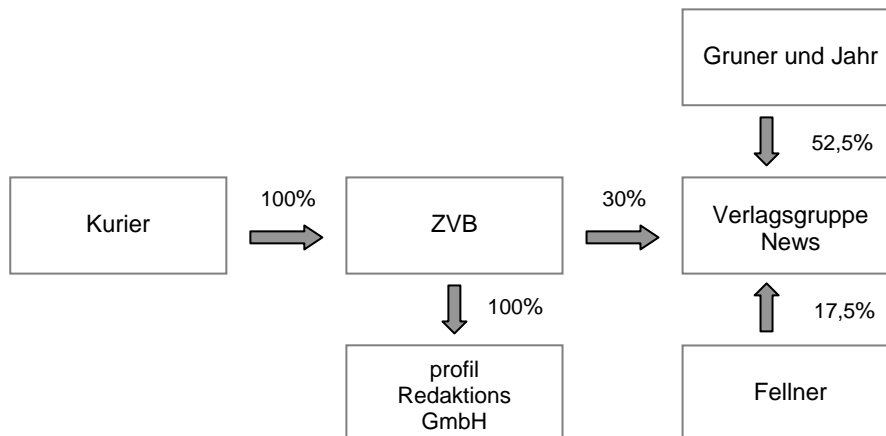 Gruner und Jahr
52,5%
Kurier
100%
ZVB
30%
Verlagsgruppe
News
100%
17,5%
profil
Redaktions
GmbH
Fellner